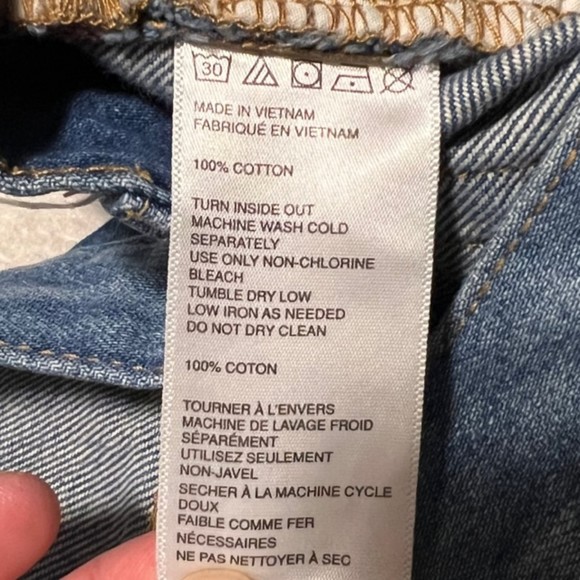 30
MADE IN VIETNAM
FABRIQUÉ EN VIETNAM
100% COTTON
TURN INSIDE OUT
MACHINE WASH COLD
SEPARATELY
USE ONLY NON-CHLORINE
BLEACH
TUMBLE DRY LOW
LOW IRON AS NEEDED
DO NOT DRY CLEAN
100% COTON
TOURNER À L'ENVERS
MACHINE DE LAVAGE FROID
SÉPARÉMENT
UTILISEZ SEULEMENT
NON-JAVEL
SECHER À LA MACHINE CYCLE
DOUX
FAIBLE COMME FER
NÉCESSAIRES
NE PAS NETTOYER À SEC